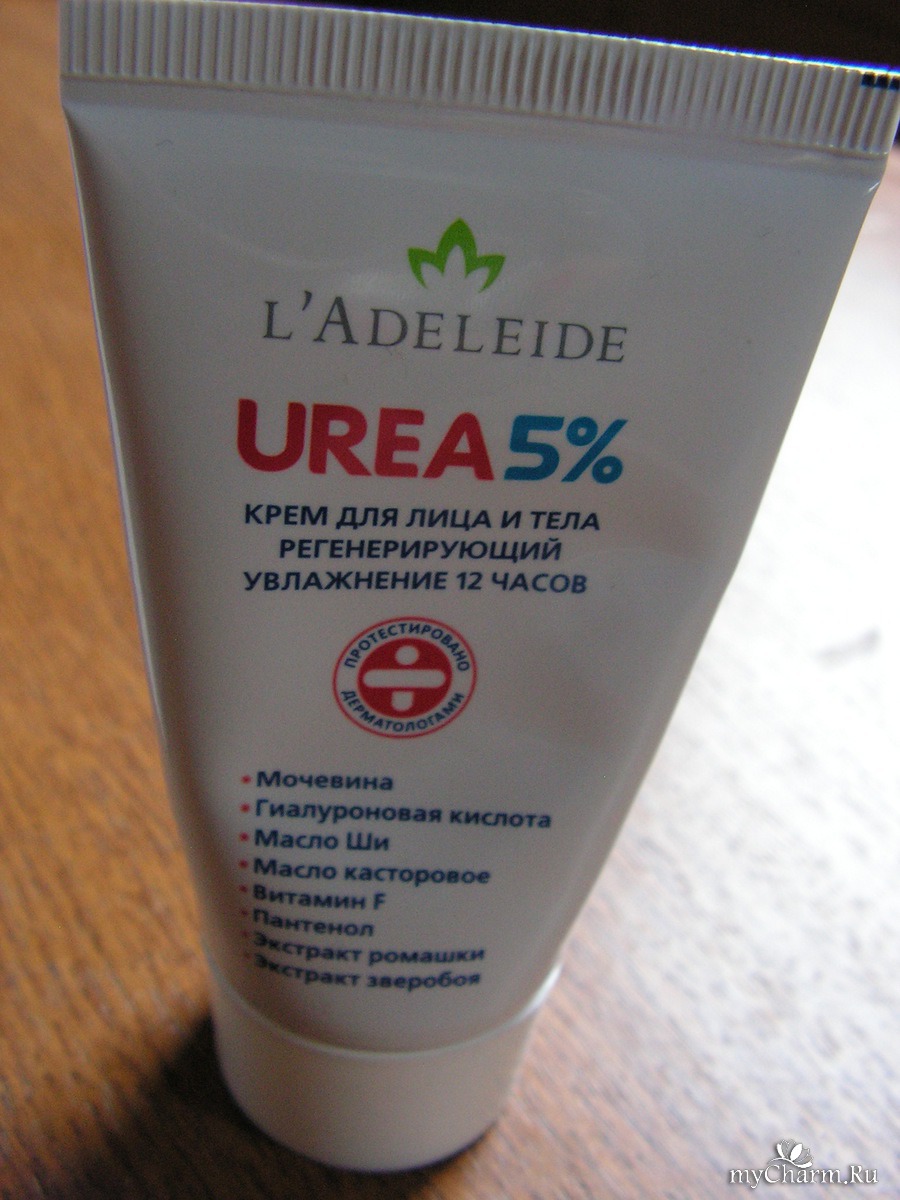 L'ADELEIDE
UREA 5%
КРЕМ ДЛЯ ЛИЦА И ТЕЛА
РЕГЕНЕРИРУЮЩИЙ
УВЛАЖНЕНИЕ 12 ЧАСОВ
ПРОТЕСТИРОВАНО
ДЕРМАТОЛОГАМИ
• Мочевина
• Гиалуроновая кислота
• Масло Ши
• Масло касторовое
• Витамин F
• Пантенол
• Экстракт ромашки
• Экстракт зверобоя
myCharm.Ru